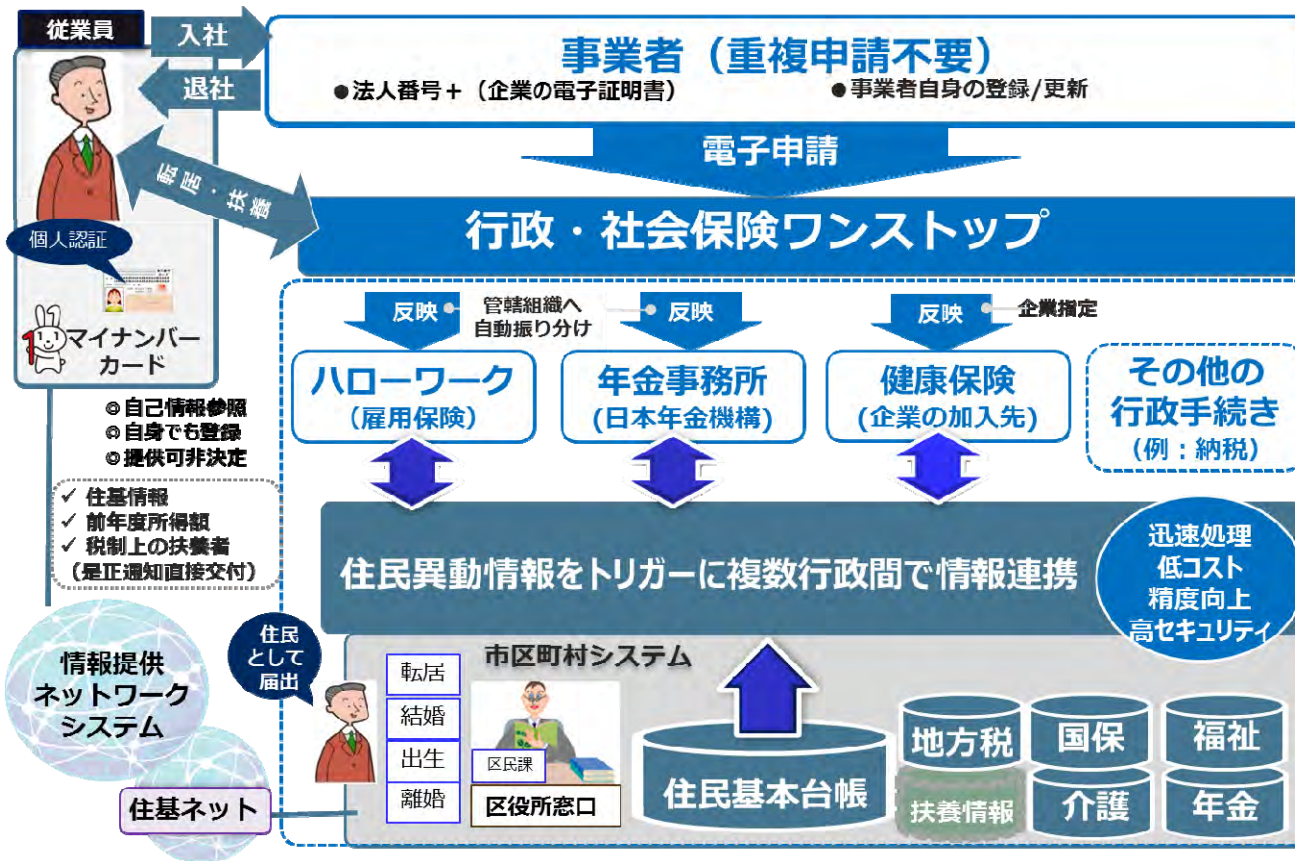 従業員
入社
退社
事業者（重複申請不要）
●法人番号＋（企業の電子証明書）
●事業者自身の登録/更新
電子申請
転居・扶養
行政・社会保険ワンストップ
個人認証
マイナンバー
カード
反映
管轄組織へ
自動振り分け
反映
反映
企業指定
ハローワーク
（雇用保険）
年金事務所
(日本年金機構)
健康保険
(企業の加入先)
その他の
行政手続き
(例：納税)
◎自己情報参照
◎自身でも登録
◎提供可非決定
✓ 住基情報
✓ 前年度所得額
✓ 税制上の扶養者
（是正通知直接交付）
住民異動情報をトリガーに複数行政間で情報連携
迅速処理
低コスト
精度向上
高セキュリティ
情報提供
ネットワーク
システム
住基ネット
住民
として
届出
市区町村システム
転居
結婚
出生
離婚
区民課
区役所窓口
住民基本台帳
地方税
国保
福祉
扶養情報
介護
年金